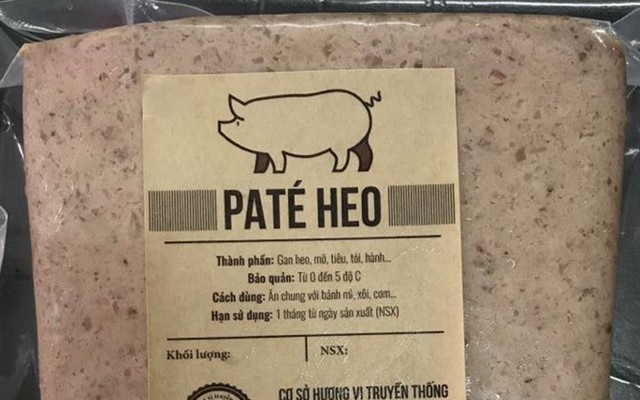 PATÉ HEO
Thành phần: Gan heo, mỡ, tiêu, tỏi, hành...
Bảo quản: Từ 0 đến 5 độ C
Cách dùng: Ăn chung với bánh mì, xôi, cơm...
Hạn sử dụng: 1 tháng từ ngày sản xuất (NSX)
Khối lượng: NSX:
CƠ SỞ HƯƠNG VỊ TRUYỀN THỐNG